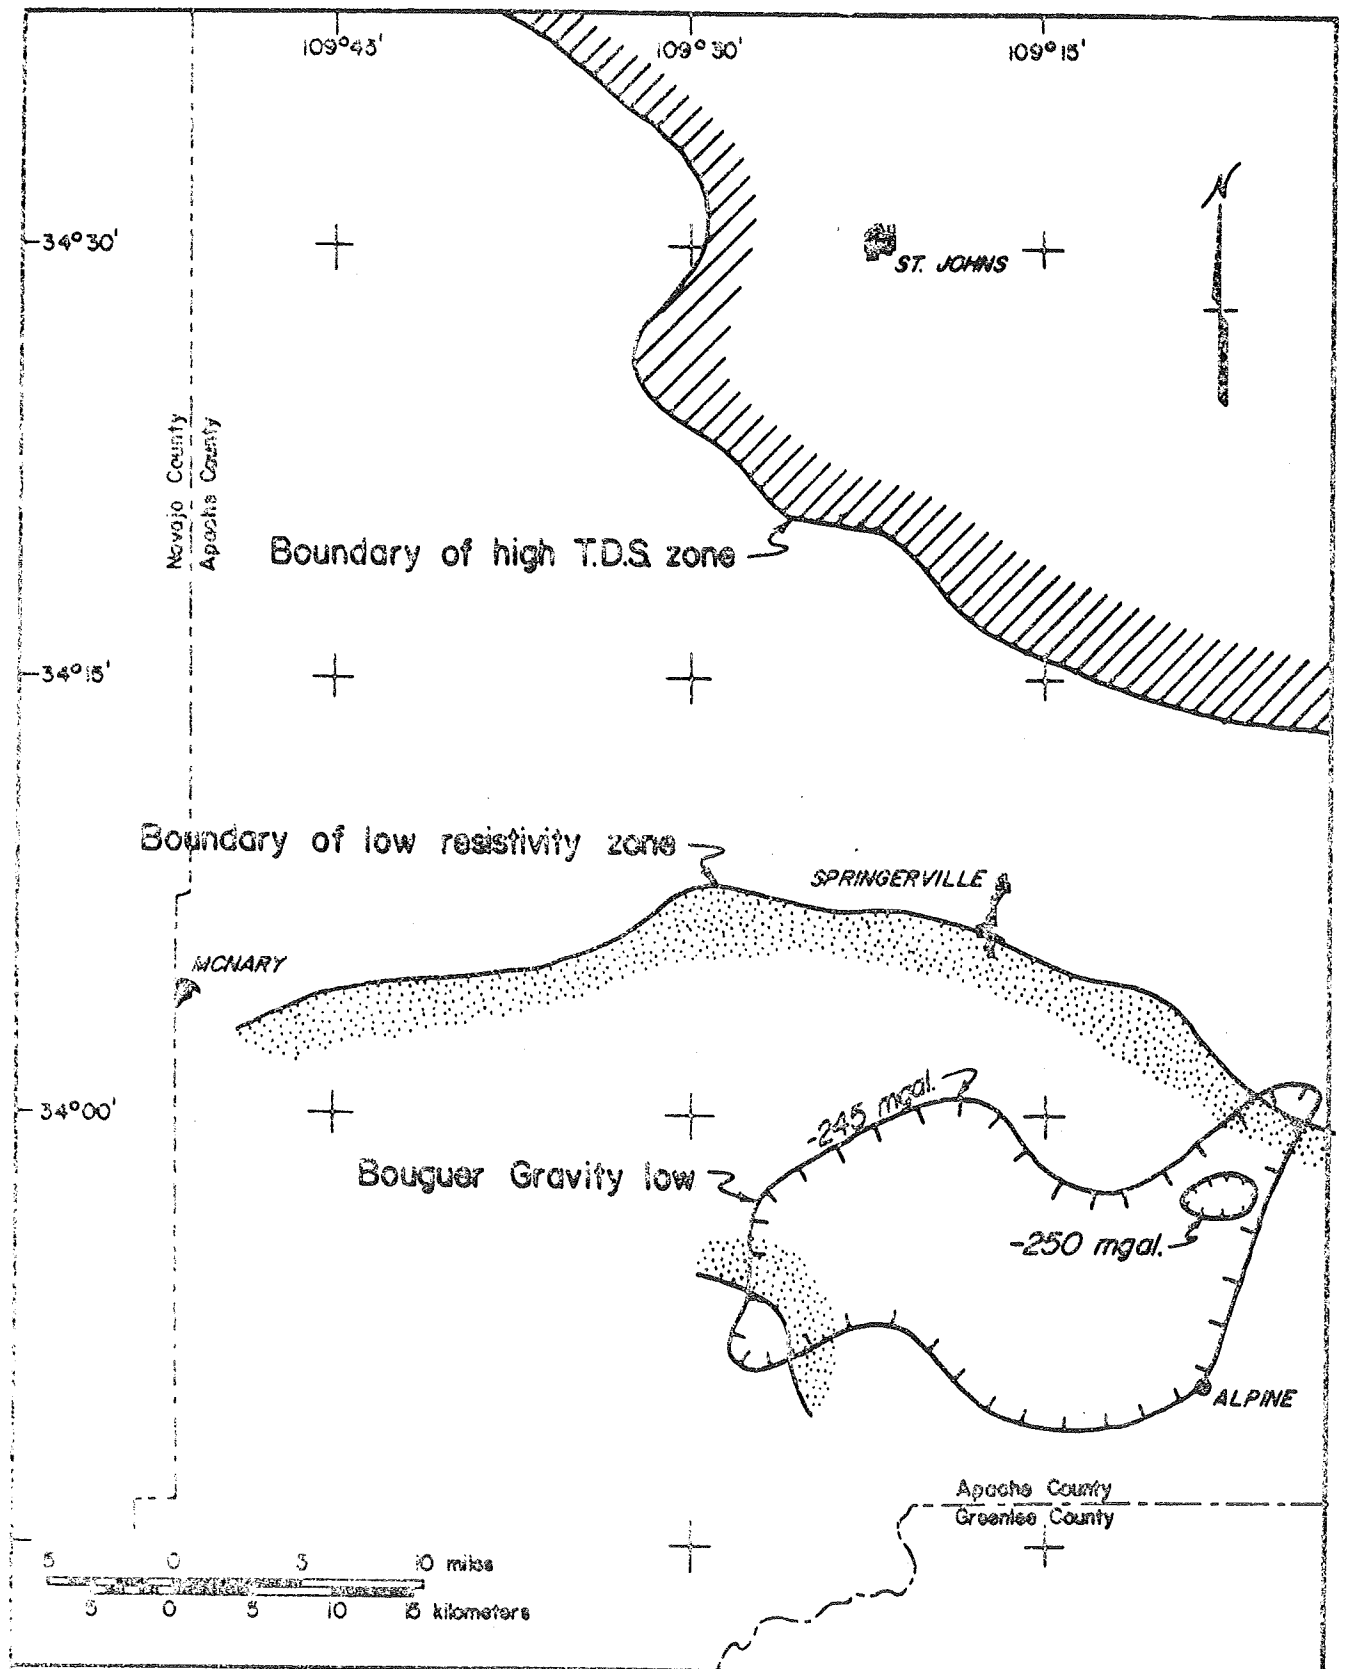 109°45' 109°30' 109°15'
N
34°30'
ST. JOHNS
Novajo County
Apache County
Boundary of high T.D.S. zone
34°15'
Boundary of low resistivity zone
SPRINGERVILLE
MCNARY
34°00'
-245 mgal.
Bouguer Gravity low
-250 mgal.
ALPINE
Apache County
Greenlee County
5 0 5 10 miles
5 0 5 10 15 kilometers